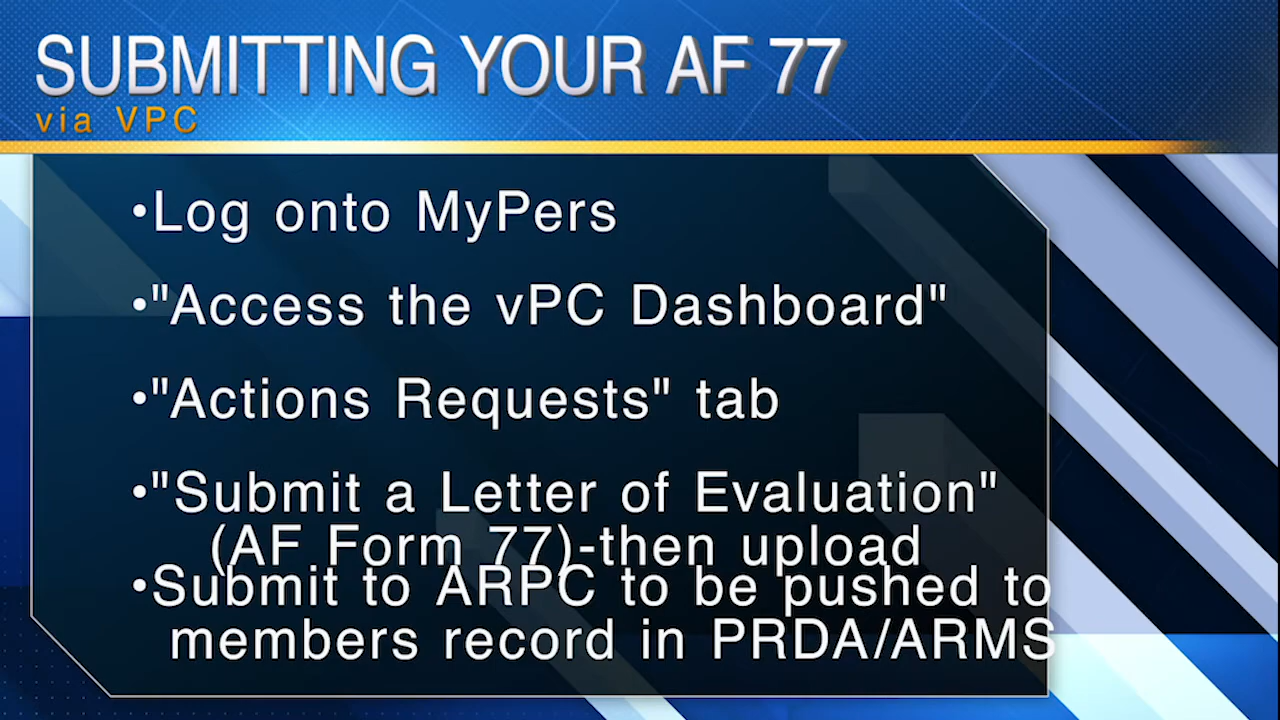 SUBMITTING YOUR AF 77
via VPC
•Log onto MyPers
•"Access the vPC Dashboard"
•"Actions Requests" tab
•"Submit a Letter of Evaluation"
(AF Form 77)-then upload
•Submit to ARPC to be pushed to
members record in PRDA/ARMS